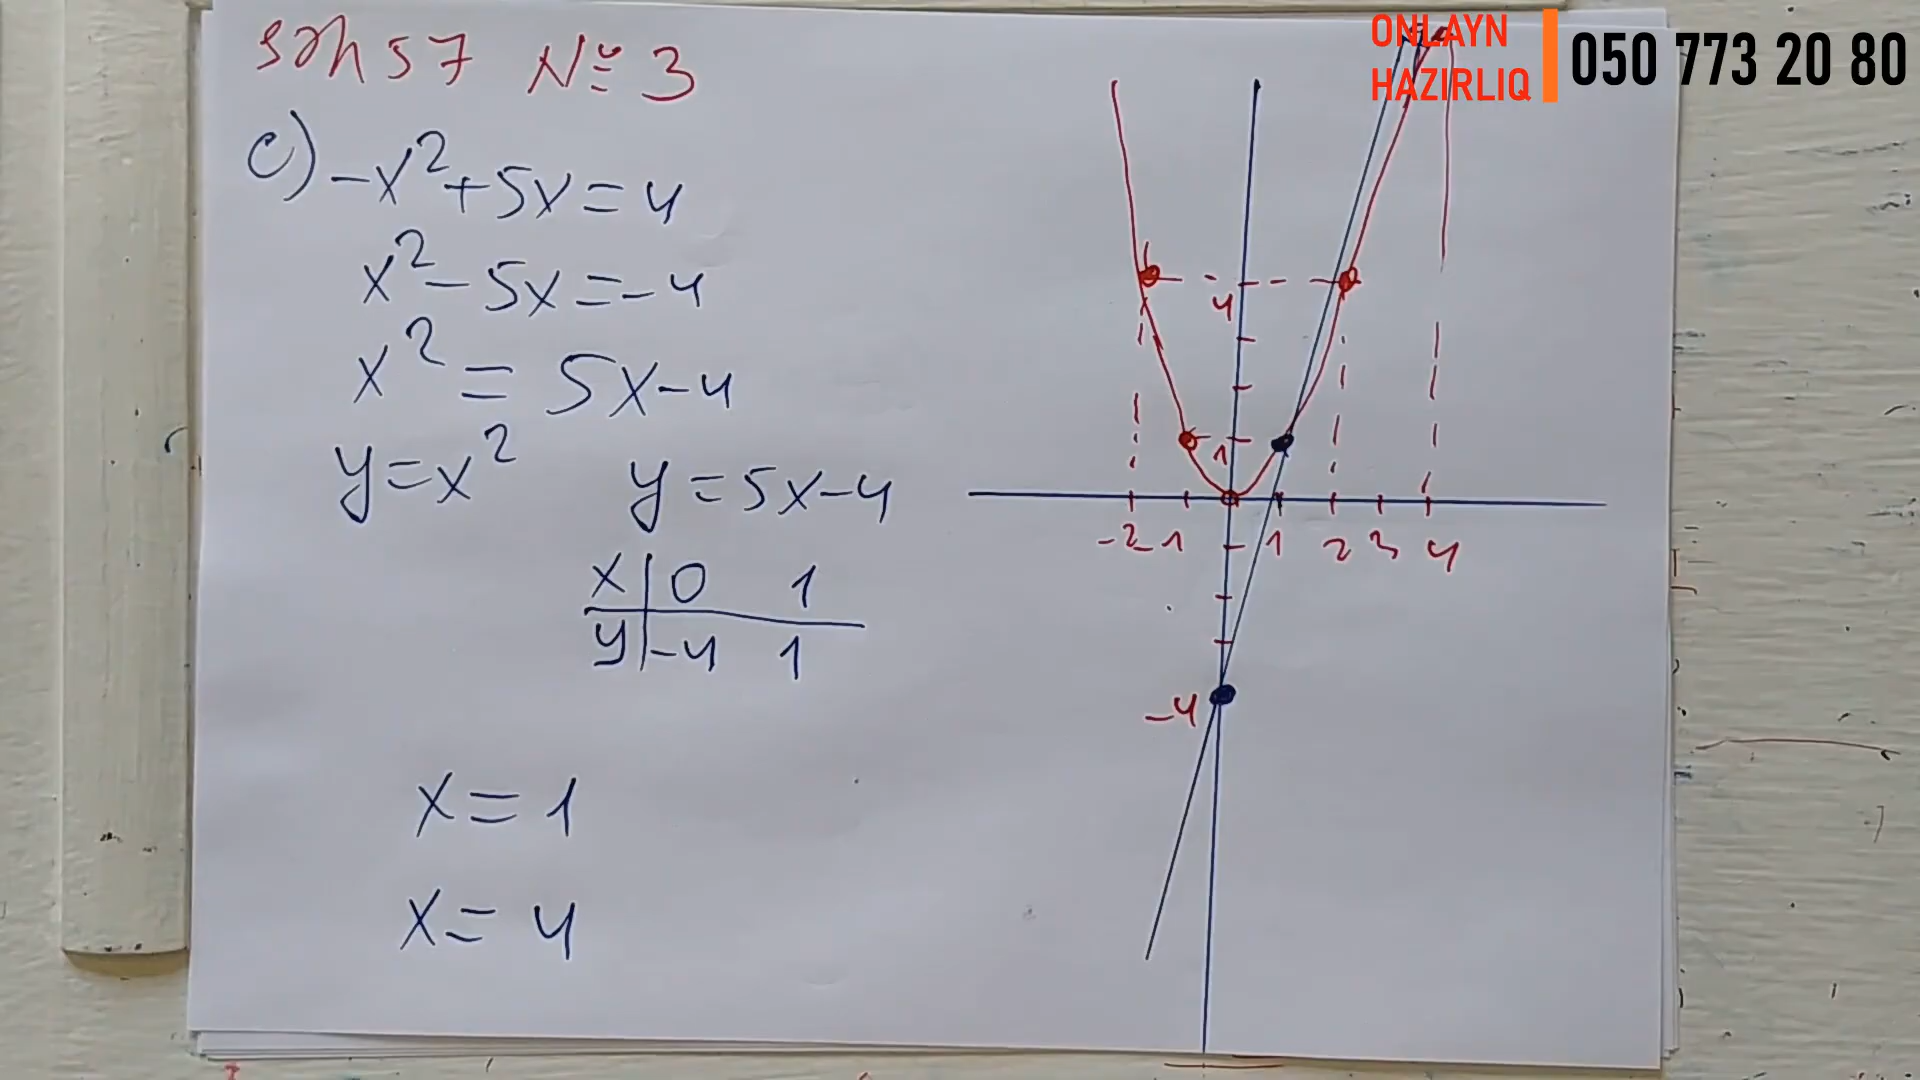 səh 57 № 3
c) -x²+5x=4
x²-5x=-4
x² = 5x-4
y=x² y=5x-4
x | 0 1
y | -4 1
x = 1
x = 4
4
1
-2 -1 1 2 3 4
-4
ONLAYN
HAZIRLIQ
050 773 20 80